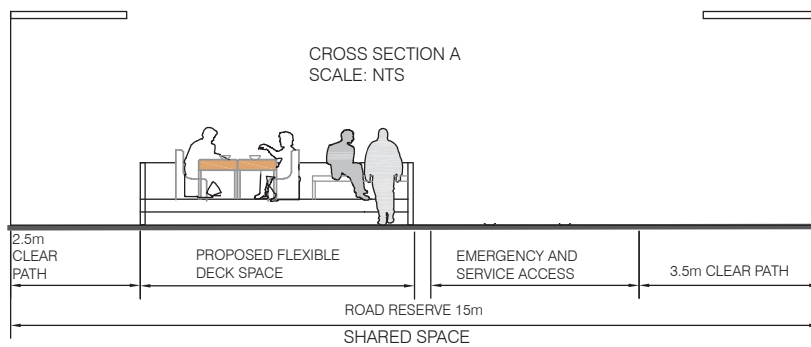 CROSS SECTION A
SCALE: NTS
2.5m
CLEAR
PATH
PROPOSED FLEXIBLE
DECK SPACE
EMERGENCY AND
SERVICE ACCESS
3.5m CLEAR PATH
ROAD RESERVE 15m
SHARED SPACE